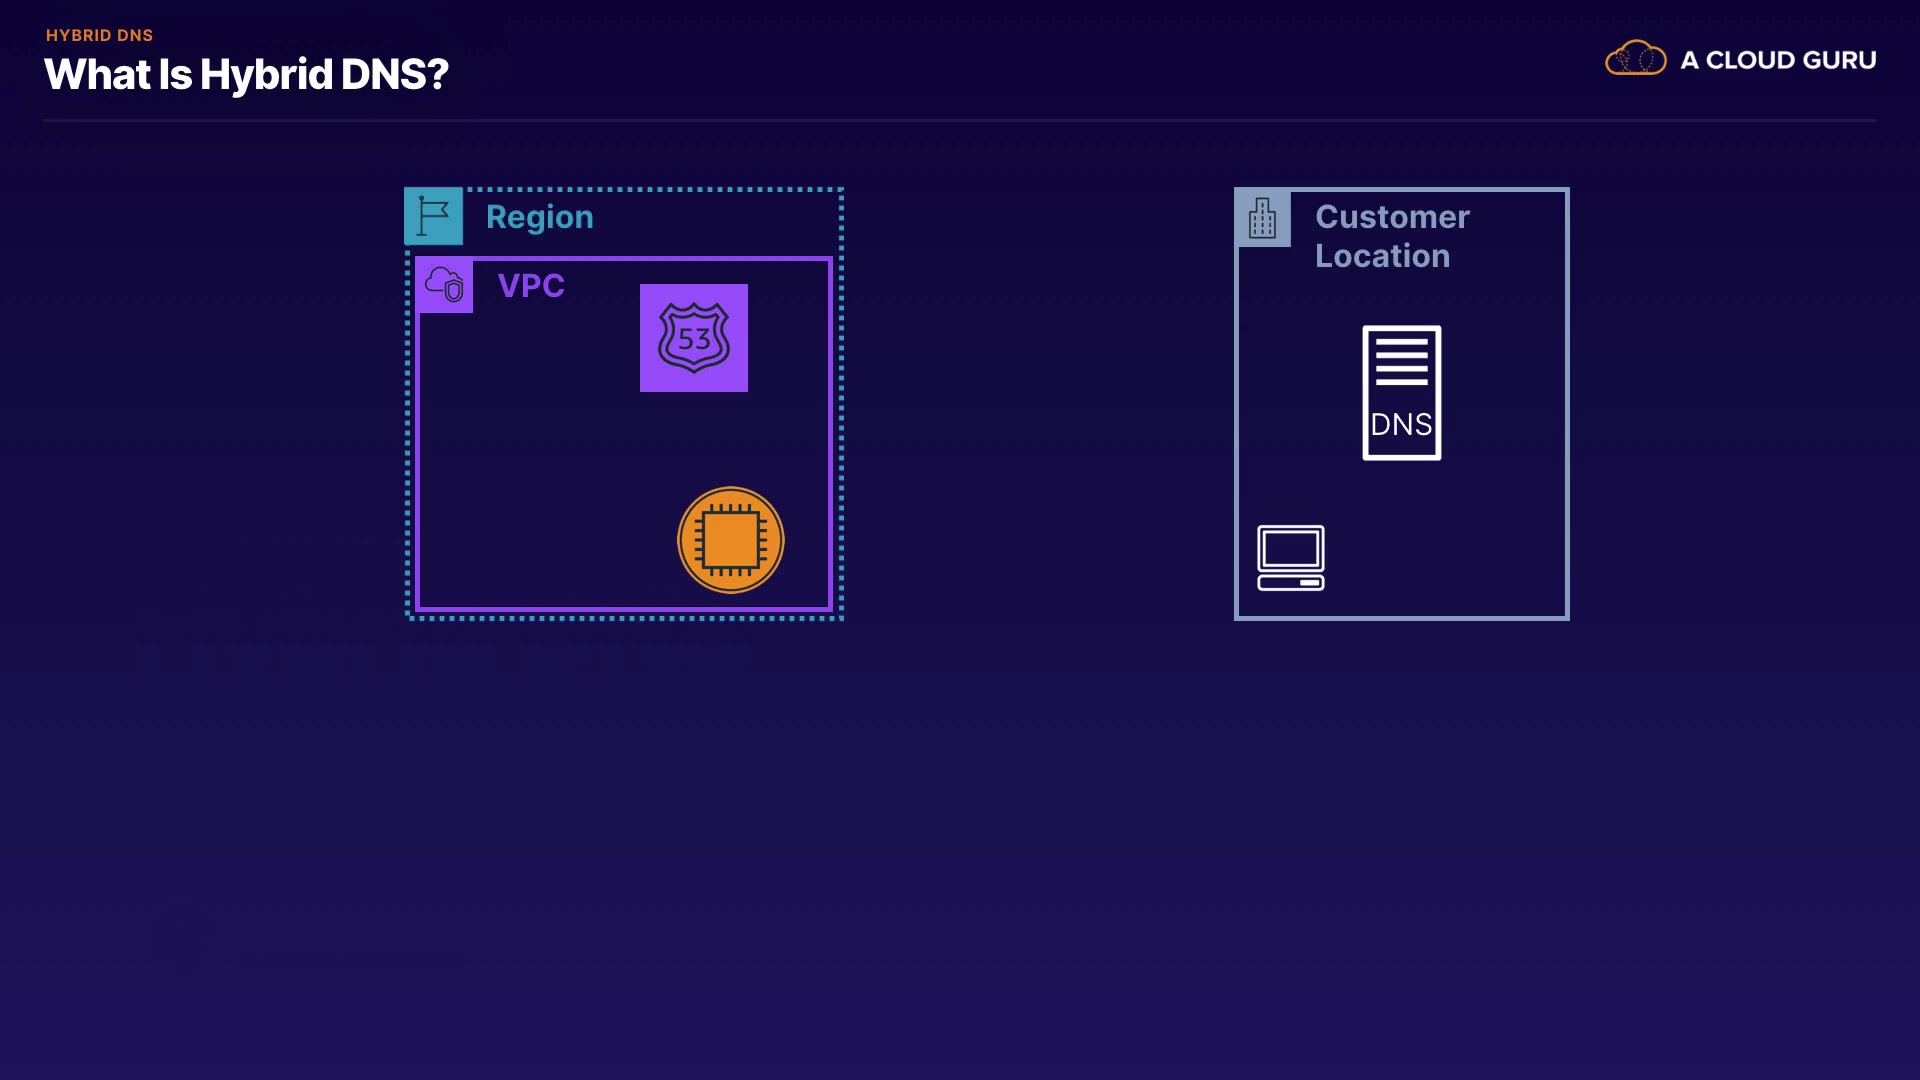 HYBRID DNS
What Is Hybrid DNS?
A CLOUD GURU
Region
VPC
53
Customer
Location
DNS